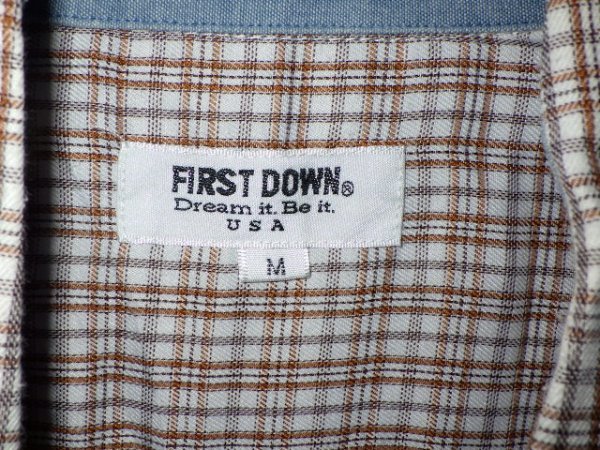 FIRST DOWN®
Dream it. Be it.
USA
M